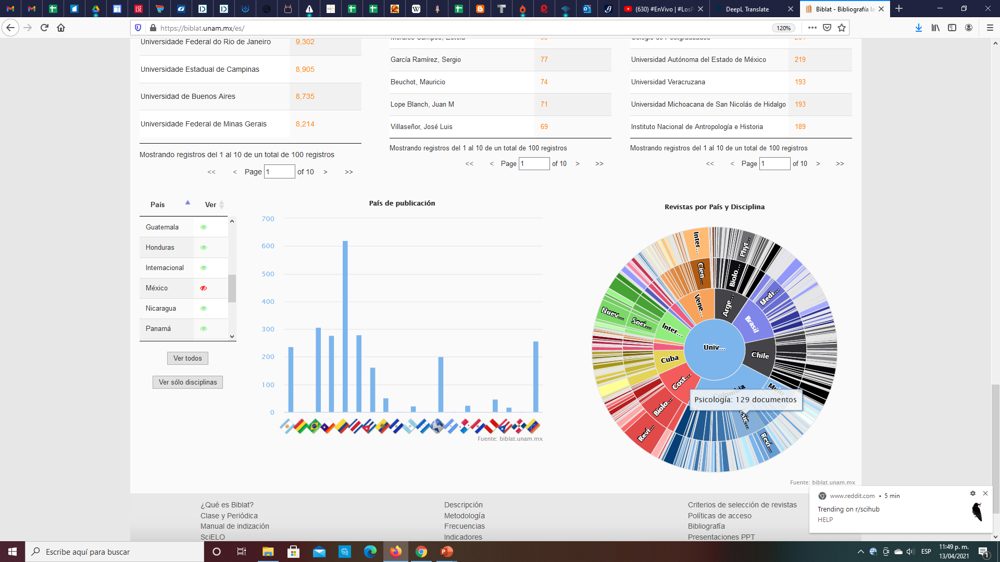 (630) #EnVivo | #LosP
DeepL Translate
Biblat - Bibliografía la
https://biblat.unam.mx/es/
120%
Universidade Federal do Rio de Janeiro 9,302
Universidade Estadual de Campinas 8,905
Universidad de Buenos Aires 8,735
Universidade Federal de Minas Gerais 8,214
Mostrando registros del 1 al 10 de un total de 100 registros
<< < Page 1 of 10 > >>
García Ramírez, Sergio 77
Beuchot, Mauricio 74
Lope Blanch, Juan M 71
Villaseñor, José Luis 69
Mostrando registros del 1 al 10 de un total de 100 registros
<< < Page 1 of 10 > >>
Universidad Autónoma del Estado de México 219
Universidad Veracruzana 193
Universidad Michoacana de San Nicolás de Hidalgo 193
Instituto Nacional de Antropología e Historia 189
Mostrando registros del 1 al 10 de un total de 100 registros
<< < Page 1 of 10 > >>
País Ver
Guatemala
Honduras
Internacional
México
Nicaragua
Panamá
Ver todos
Ver sólo disciplinas
País de publicación
700
600
500
400
300
200
100
0
Fuente: biblat.unam.mx
Revistas por País y Disciplina
Inter...
Phyt...
Cien...
Biolo...
Medi...
Vene...
Arge...
Brasil
Nuev...
Soci...
Inter...
Univ...
Chile
Cuba
Cost...
Colombia
Multi...
Psicología: 129 documentos
Biolo...
Psic...
Revi...
Revi...
Fuente: biblat.unam.mx
¿Qué es Biblat?
Clase y Periódica
Manual de indización
SciELO
Descripción
Metodología
Frecuencias
Indicadores
Criterios de selección de revistas
Políticas de acceso
Bibliografía
Presentaciones PPT
www.reddit.com • 5 min
Trending on r/scihub
HELP
Escribe aquí para buscar
ESP
11:49 p. m.
13/04/2021
1